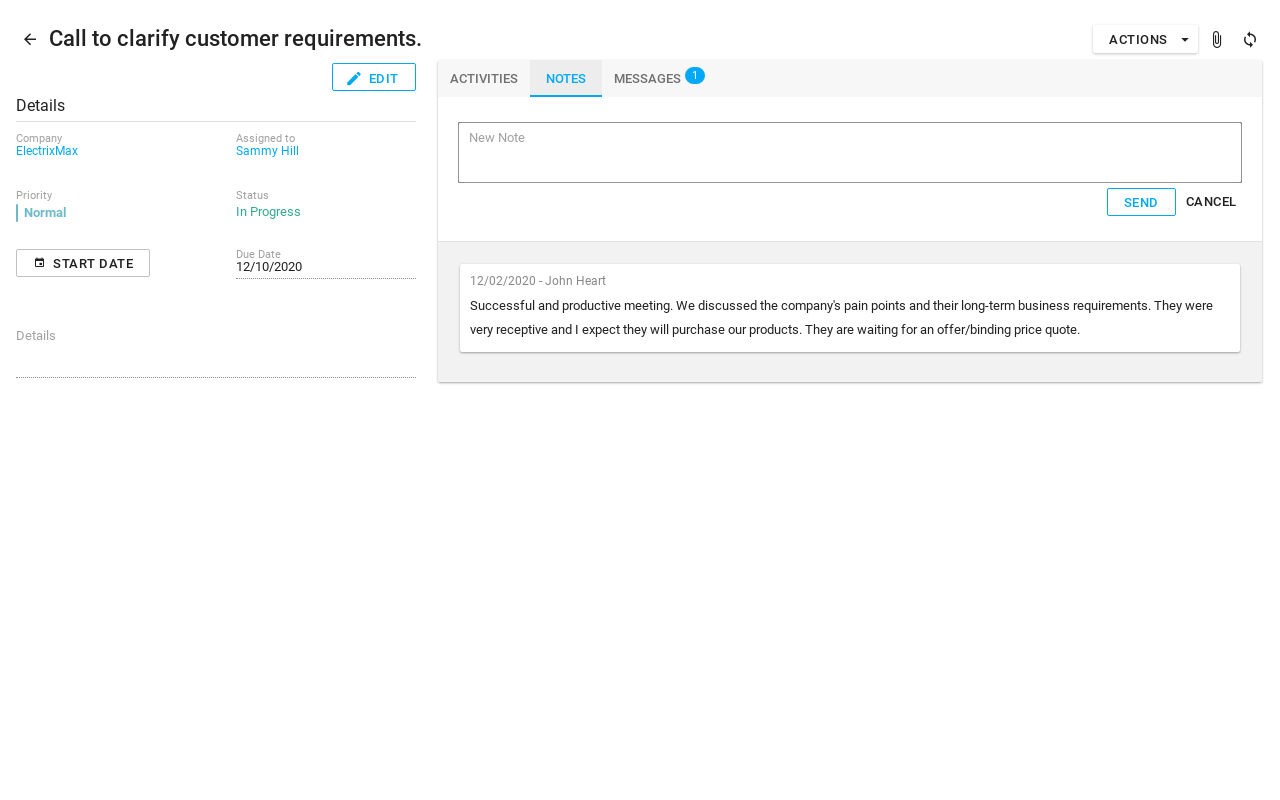 Call to clarify customer requirements.
ACTIONS
EDIT
Details
Company
Assigned to
ElectrixMax
Sammy Hill
Priority
Status
Normal
In Progress
START DATE
Due Date
12/10/2020
Details
ACTIVITIES
NOTES
MESSAGES 1
New Note
SEND
CANCEL
12/02/2020 - John Heart
Successful and productive meeting. We discussed the company's pain points and their long-term business requirements. They were
very receptive and I expect they will purchase our products. They are waiting for an offer/binding price quote.